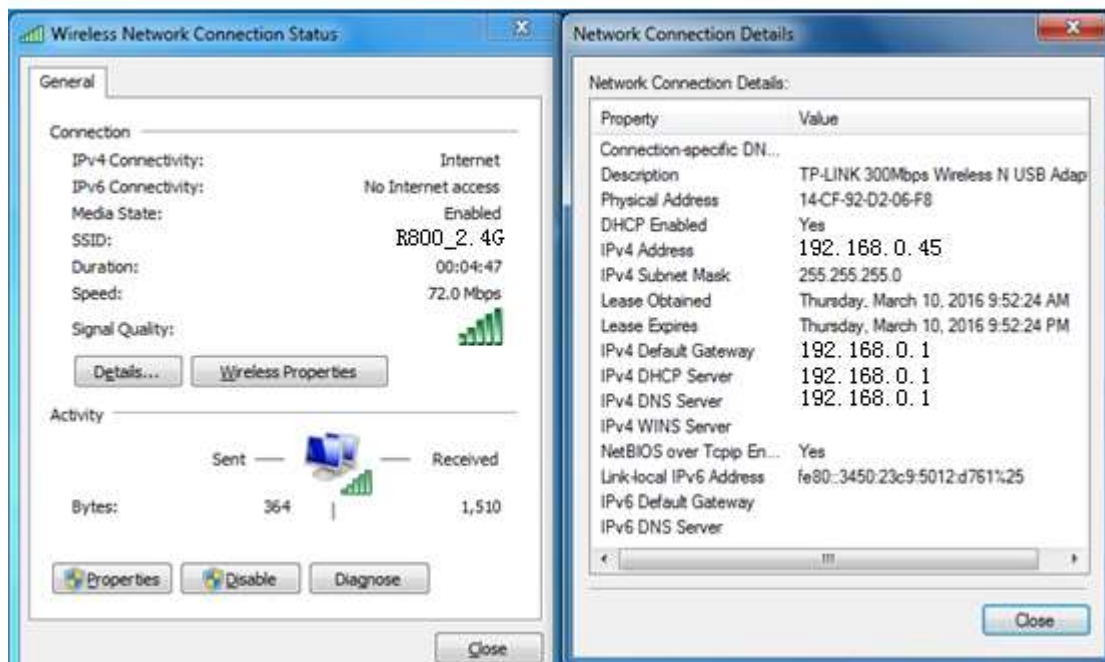 Wireless Network Connection Status
General
Connection
IPv4 Connectivity: Internet
IPv6 Connectivity: No Internet access
Media State: Enabled
SSID: R800_2.4G
Duration: 00:04:47
Speed: 72.0 Mbps
Signal Quality:
Details... Wireless Properties
Activity
Sent Received
Bytes: 364 1,510
Properties Disable Diagnose
Close
Network Connection Details
Network Connection Details:
Property Value
Connection-specific DN...
Description TP-LINK 300Mbps Wireless N USB Adap
Physical Address 14-CF-92-D2-06-F8
DHCP Enabled Yes
IPv4 Address 192.168.0.45
IPv4 Subnet Mask 255.255.255.0
Lease Obtained Thursday, March 10, 2016 9:52:24 AM
Lease Expires Thursday, March 10, 2016 9:52:24 PM
IPv4 Default Gateway 192.168.0.1
IPv4 DHCP Server 192.168.0.1
IPv4 DNS Server 192.168.0.1
IPv4 WINS Server
NetBIOS over Tcpip En... Yes
Link-local IPv6 Address fe80::3450:23c9:5012:d761%25
IPv6 Default Gateway
IPv6 DNS Server
Close